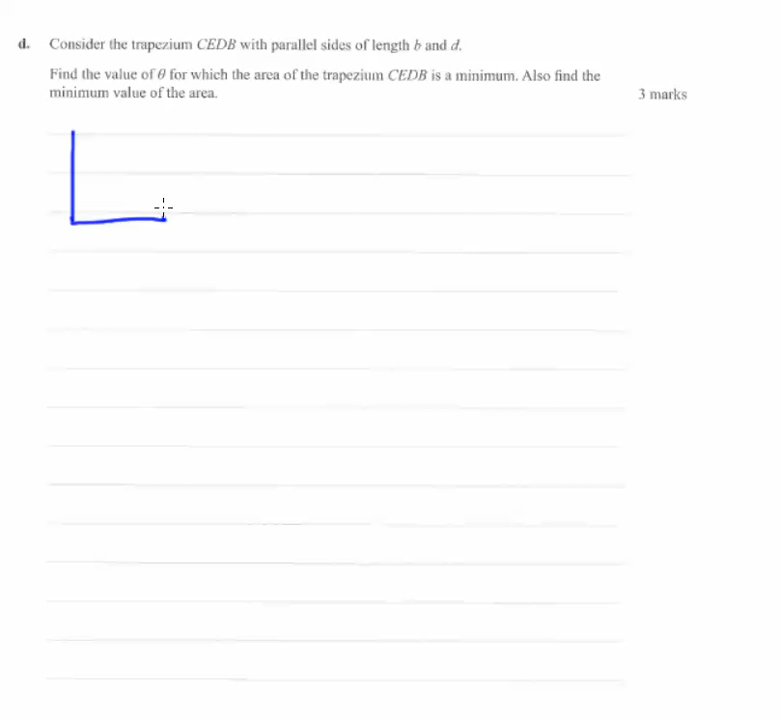 d. Consider the trapezium CEDB with parallel sides of length b and d.
Find the value of θ for which the area of the trapezium CEDB is a minimum. Also find the
minimum value of the area.
3 marks